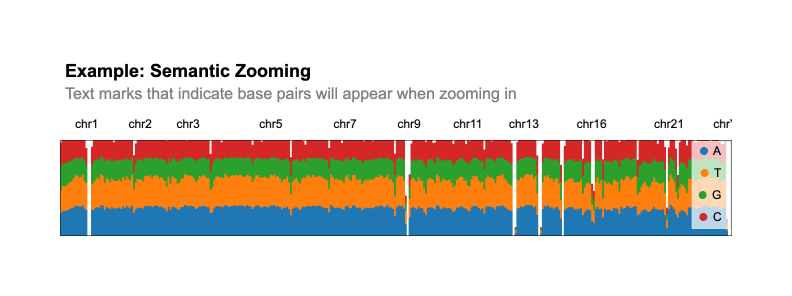 Example: Semantic Zooming
Text marks that indicate base pairs will appear when zooming in
chr1 chr2 chr3 chr5 chr7 chr9 chr11 chr13 chr16 chr21
A
T
G
C